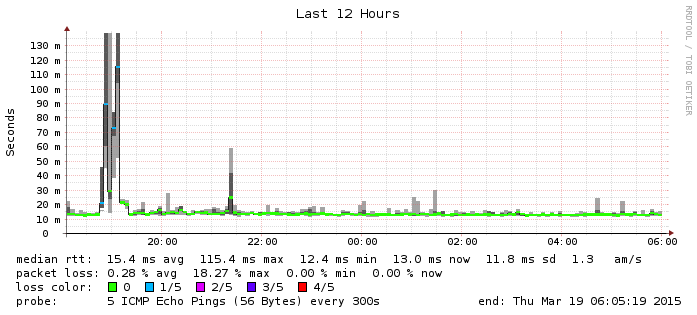 Last 12 Hours
RRDTOOL / TOBI OETIKER
Seconds
130 m
120 m
110 m
100 m
90 m
80 m
70 m
60 m
50 m
40 m
30 m
20 m
10 m
0
20:00 22:00 00:00 02:00 04:00 06:00
median rtt: 15.4 ms avg 115.4 ms max 12.4 ms min 13.0 ms now 11.8 ms sd 1.3 am/s
packet loss: 0.28 % avg 18.27 % max 0.00 % min 0.00 % now
loss color: 0 1/5 2/5 3/5 4/5
probe: 5 ICMP Echo Pings (56 Bytes) every 300s end: Thu Mar 19 06:05:19 2015